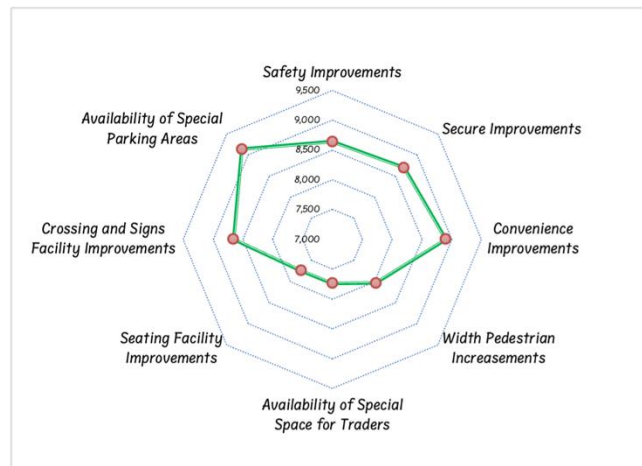 Safety Improvements
9,500
9,000
8,500
8,000
7,500
7,000
Availability of Special
Parking Areas
Secure Improvements
Crossing and Signs
Facility Improvements
Convenience
Improvements
Seating Facility
Improvements
Width Pedestrian
Increasements
Availability of Special
Space for Traders